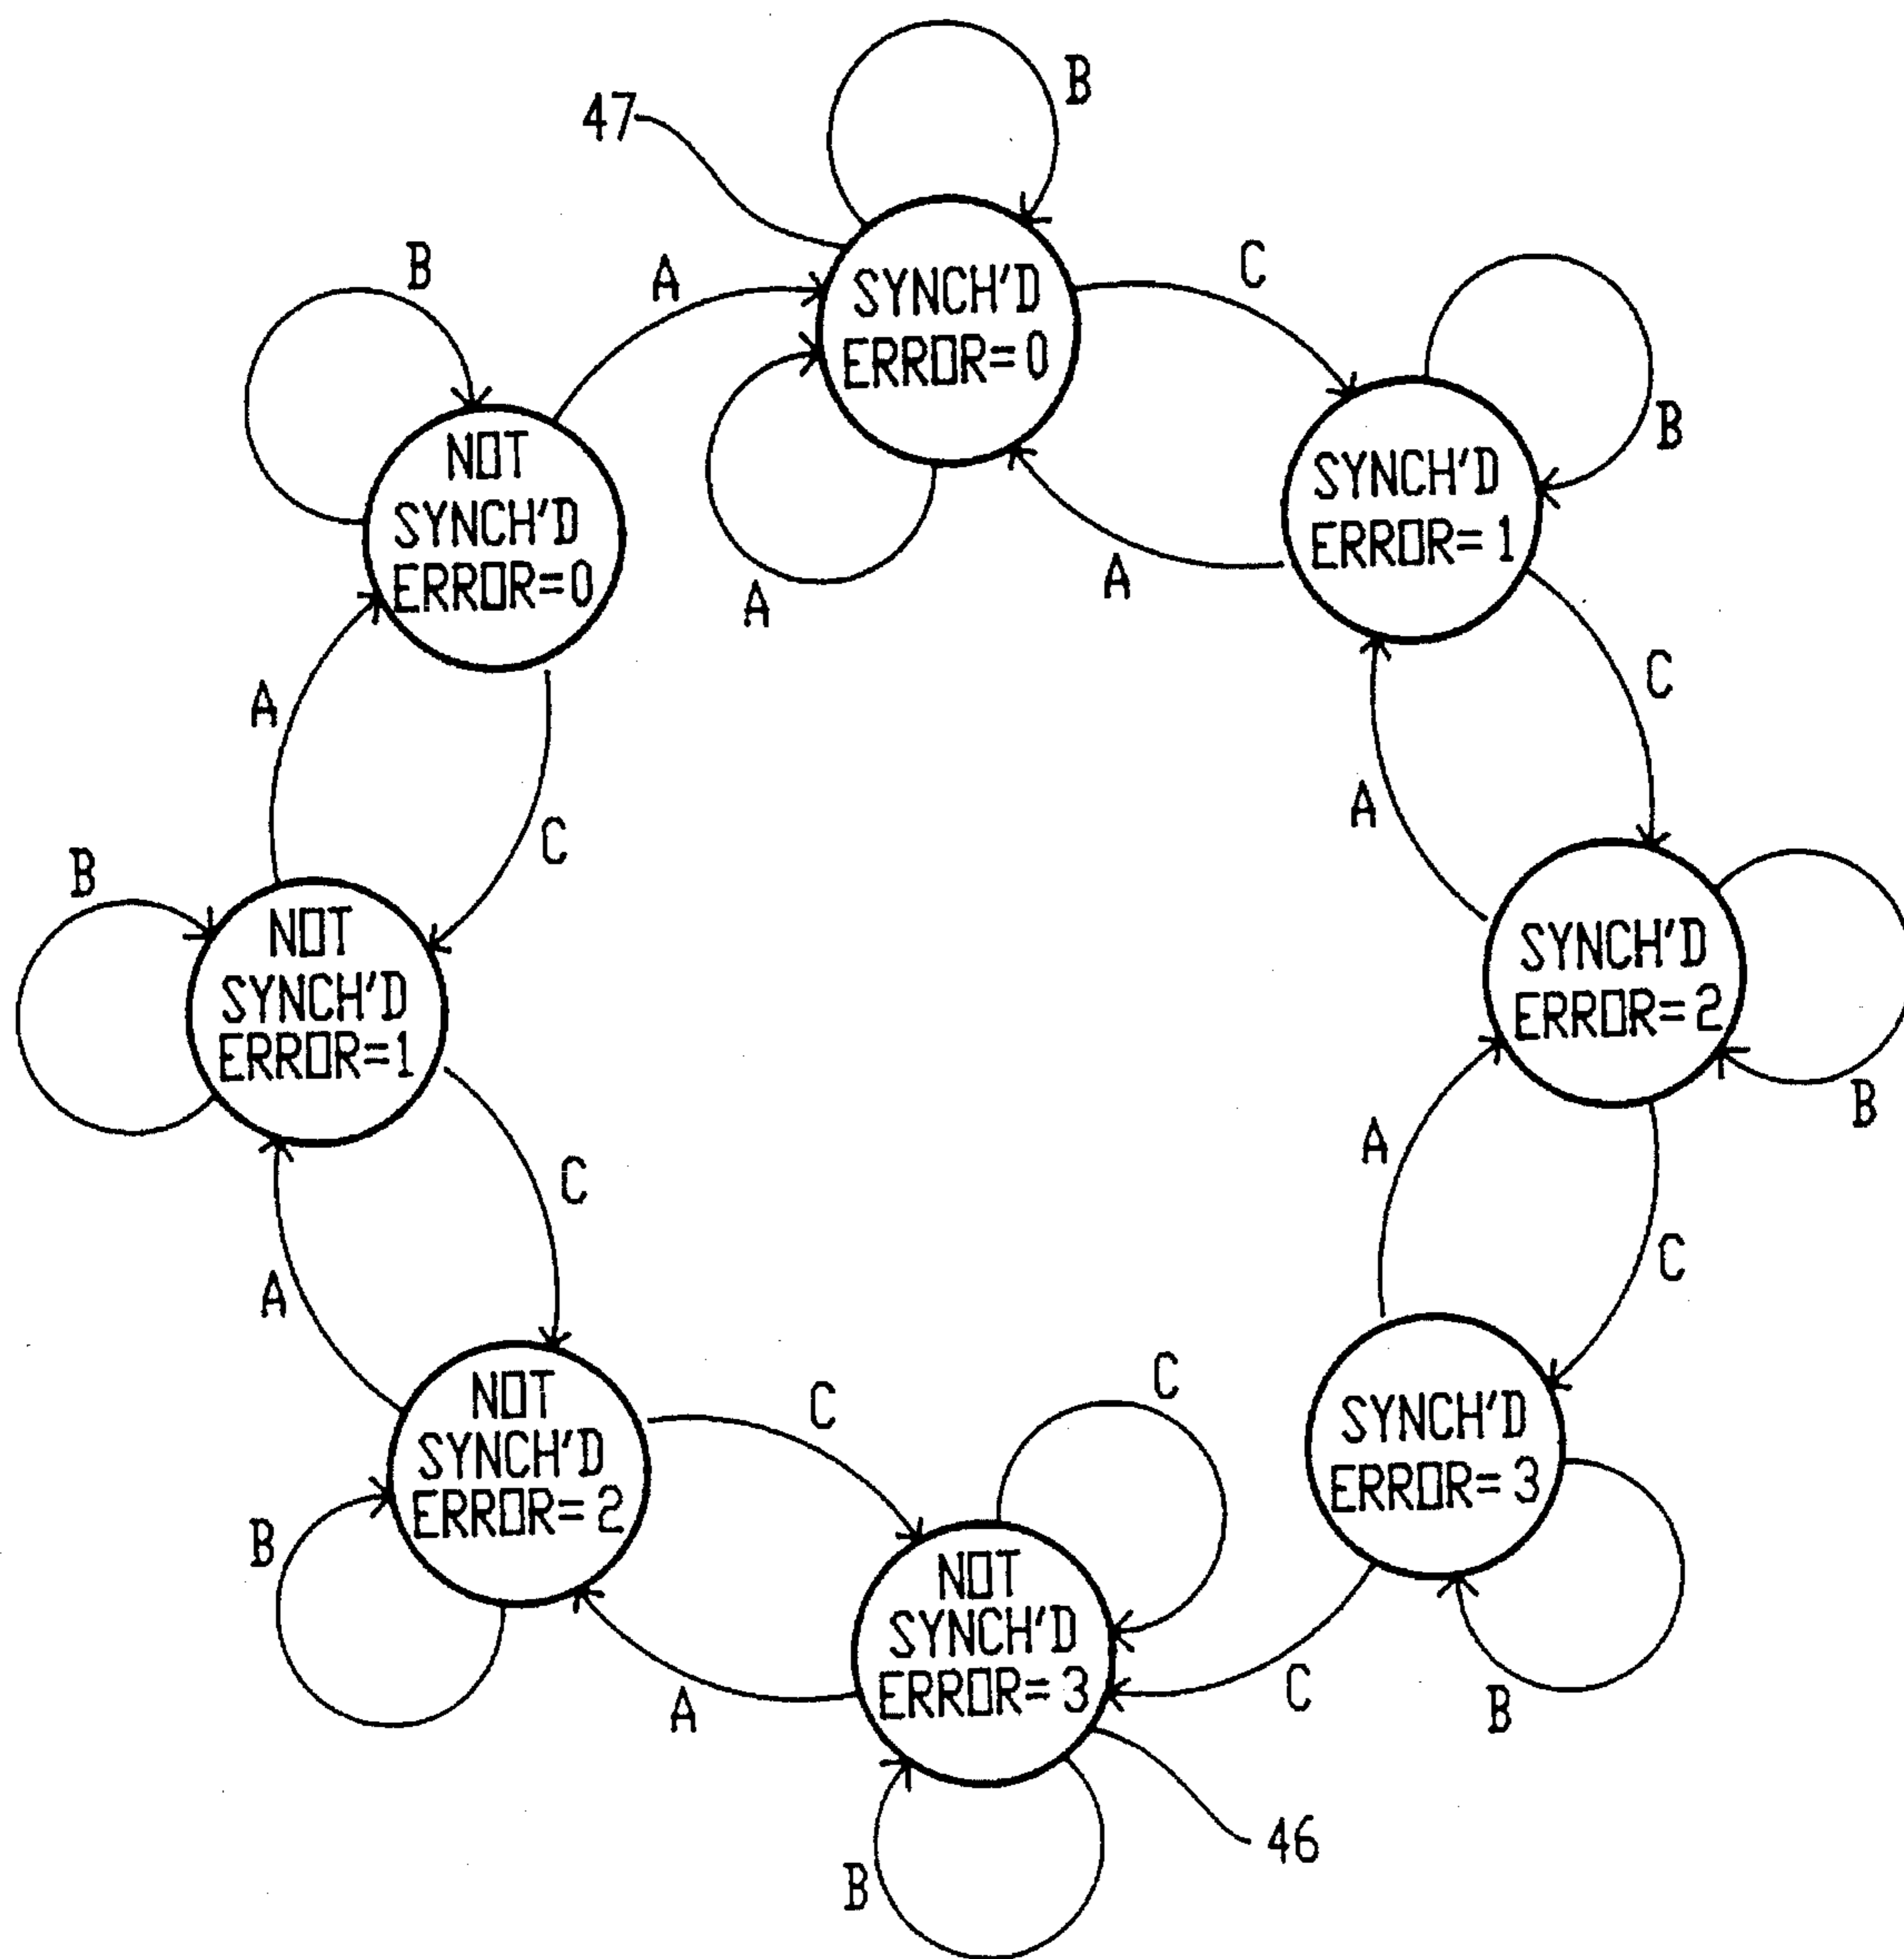 B
47
B
A
SYNCH'D
ERROR=0
C
B
NOT
SYNCH'D
ERROR=0
A
A
SYNCH'D
ERROR=1
A
C
C
A
B
NOT
SYNCH'D
ERROR=1
SYNCH'D
ERROR=2
B
A
C
C
A
NOT
SYNCH'D
ERROR=2
B
C
C
SYNCH'D
ERROR=3
B
A
NOT
SYNCH'D
ERROR=3
C
B
46